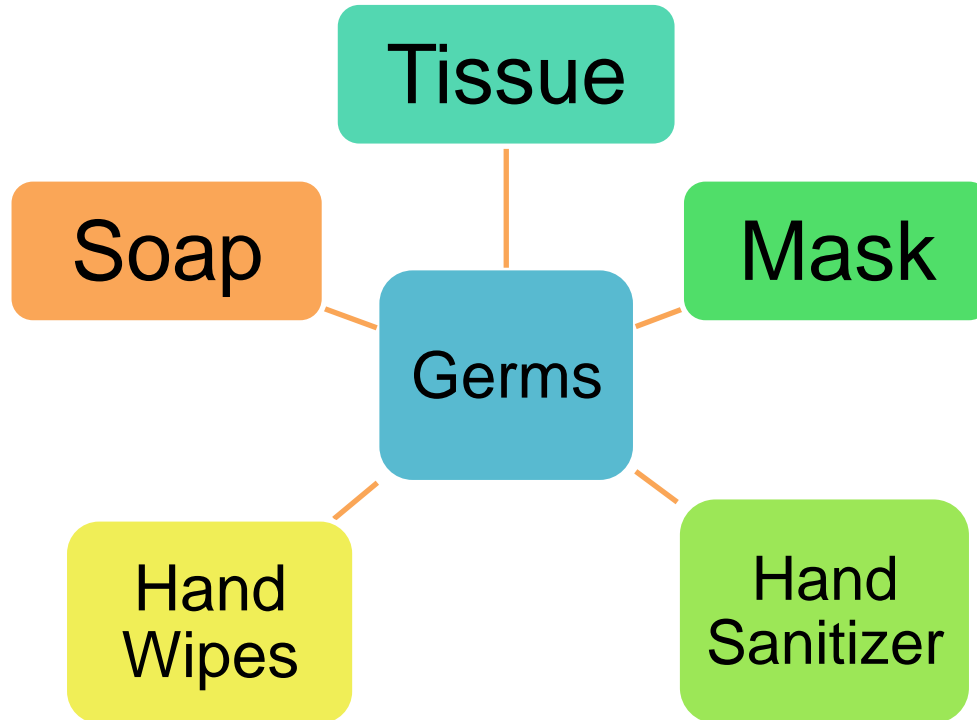 Tissue
Soap
Mask
Germs
Hand
Wipes
Hand
Sanitizer